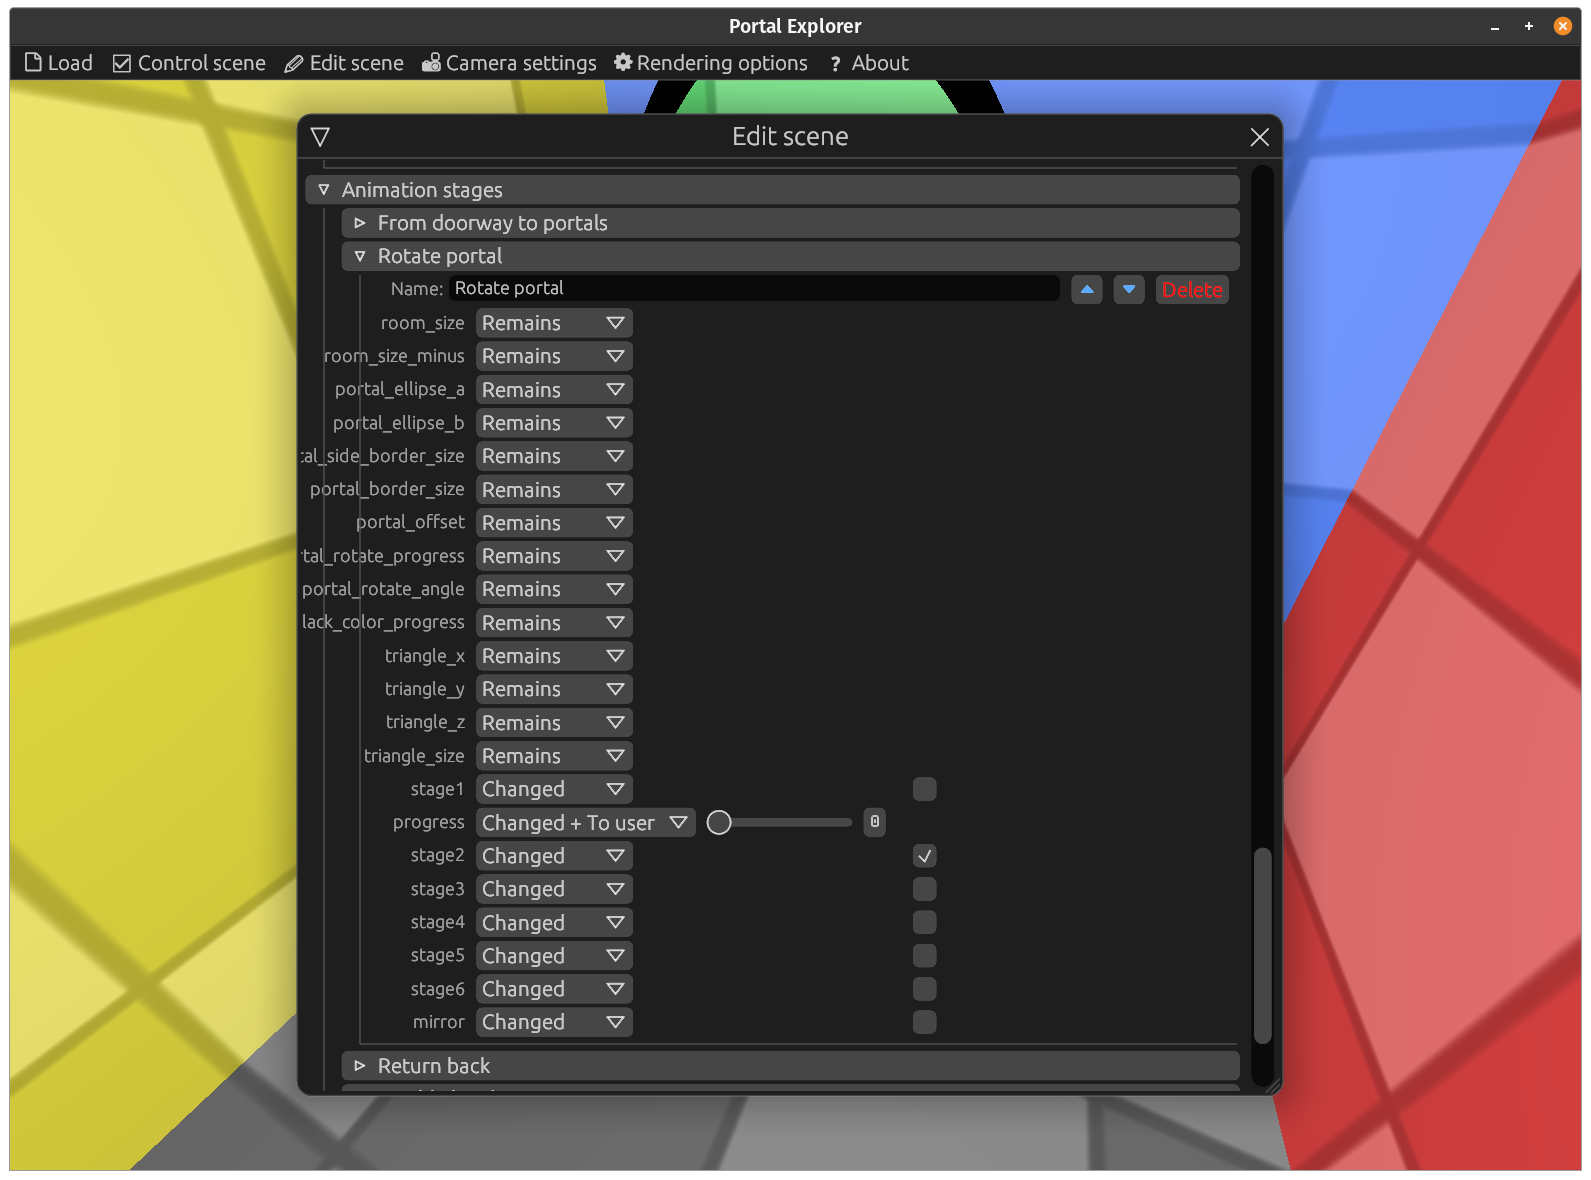 Portal Explorer
Load Control scene Edit scene Camera settings Rendering options ? About
Edit scene
Animation stages
From doorway to portals
Rotate portal
Name: Rotate portal Delete
room_size Remains
room_size_minus Remains
portal_ellipse_a Remains
portal_ellipse_b Remains
tal_side_border_size Remains
portal_border_size Remains
portal_offset Remains
tal_rotate_progress Remains
portal_rotate_angle Remains
lack_color_progress Remains
triangle_x Remains
triangle_y Remains
triangle_z Remains
triangle_size Remains
stage1 Changed
progress Changed + To user 0
stage2 Changed
stage3 Changed
stage4 Changed
stage5 Changed
stage6 Changed
mirror Changed
Return back